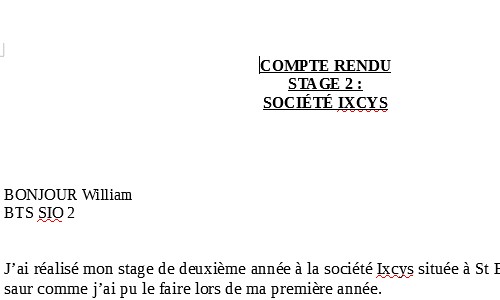 COMPTE RENDU
STAGE 2 :
SOCIÉTÉ IXCYS
BONJOUR William
BTS SIO 2
J’ai réalisé mon stage de deuxième année à la société Ixcys située à St
saur comme j’ai pu le faire lors de ma première année.